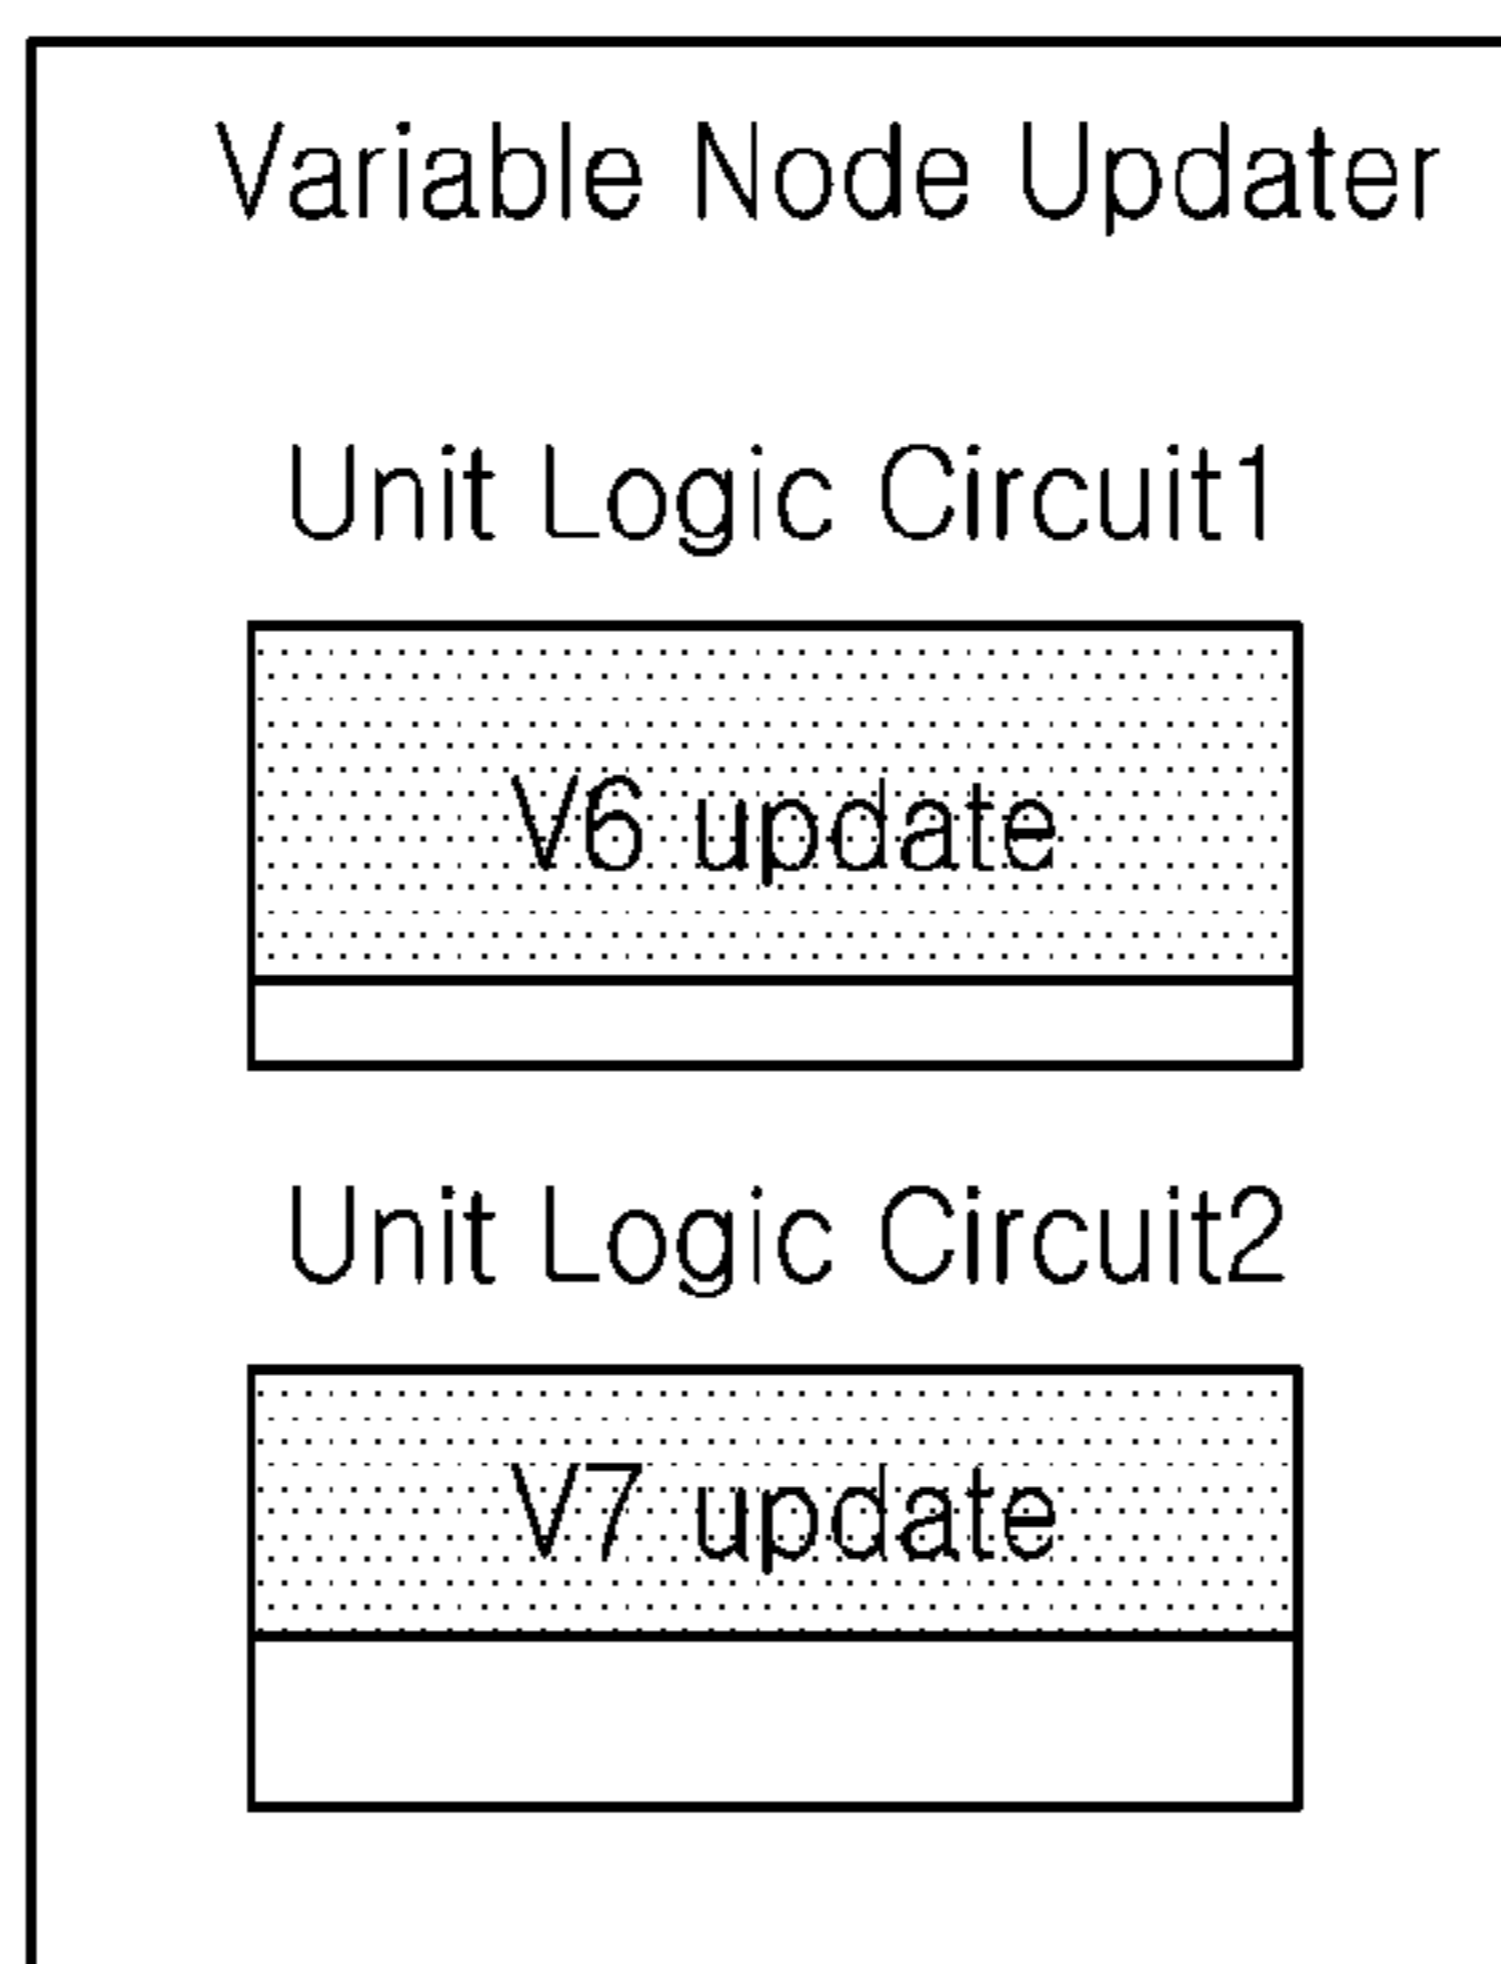 Variable Node Updater
Unit Logic Circuit1
V6 update
Unit Logic Circuit2
V7 update